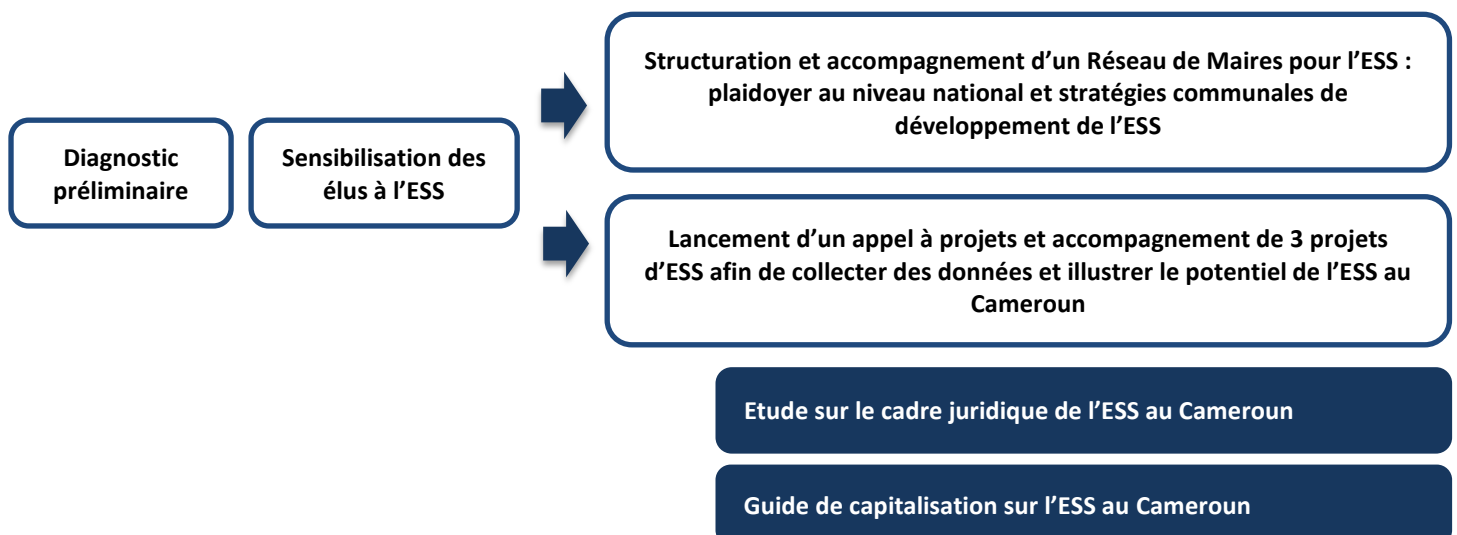 Diagnostic
préliminaire
Sensibilisation des
élus à l’ESS
Structuration et accompagnement d’un Réseau de Maires pour l’ESS :
plaidoyer au niveau national et stratégies communales de
développement de l’ESS
Lancement d’un appel à projets et accompagnement de 3 projets
d’ESS afin de collecter des données et illustrer le potentiel de l’ESS au
Cameroun
Etude sur le cadre juridique de l’ESS au Cameroun
Guide de capitalisation sur l’ESS au Cameroun